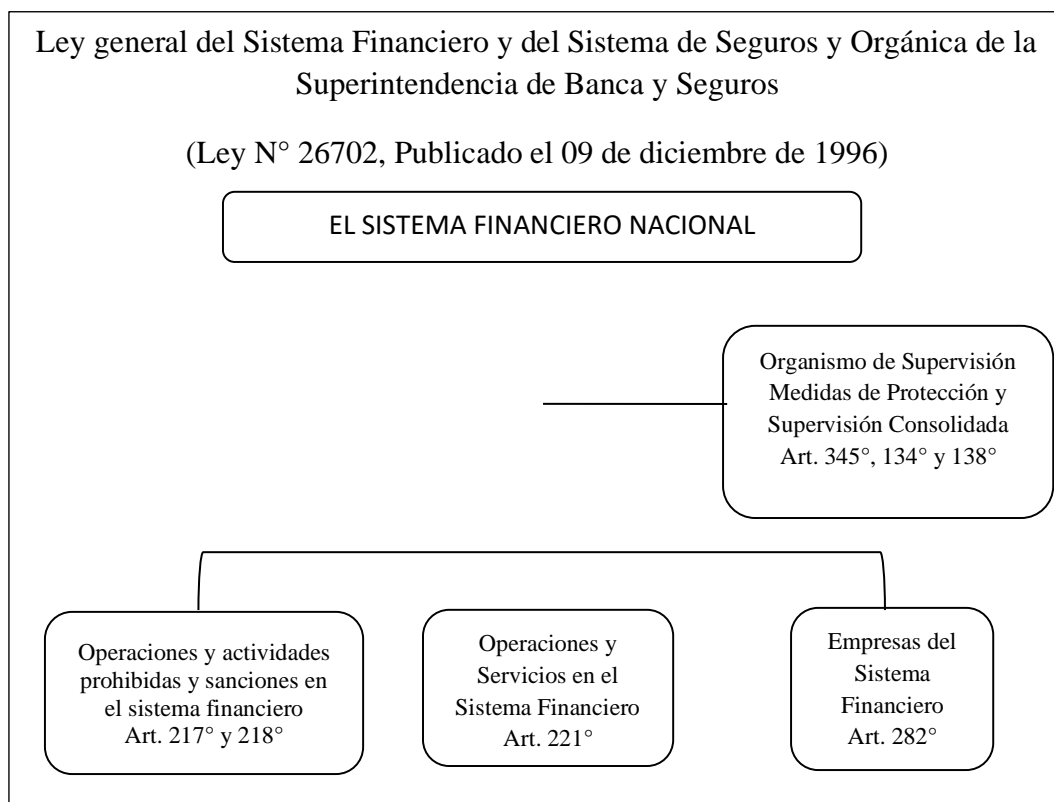 Ley general del Sistema Financiero y del Sistema de Seguros y Orgánica de la
Superintendencia de Banca y Seguros
(Ley N° 26702, Publicado el 09 de diciembre de 1996)
EL SISTEMA FINANCIERO NACIONAL
Organismo de Supervisión
Medidas de Protección y
Supervisión Consolidada
Art. 345°, 134° y 138°
Operaciones y actividades
prohibidas y sanciones en
el sistema financiero
Art. 217° y 218°
Operaciones y
Servicios en el
Sistema Financiero
Art. 221°
Empresas del
Sistema
Financiero
Art. 282°